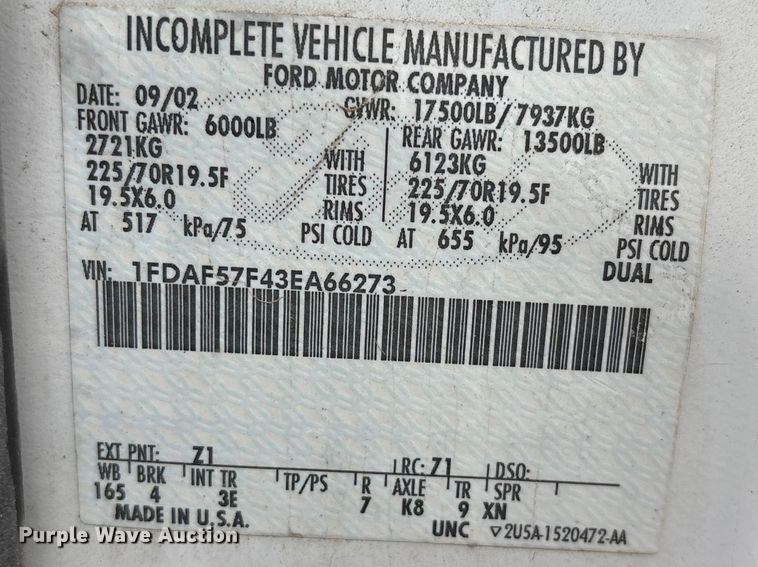 INCOMPLETE VEHICLE MANUFACTURED BY
FORD MOTOR COMPANY
DATE: 09/02 GVWR: 17500LB/ 7937KG
FRONT GAWR: 6000LB REAR GAWR: 13500LB
2721KG WITH 6123KG WITH
225/70R19.5F TIRES 225/70R19.5F TIRES
19.5X6.0 RIMS 19.5X6.0 RIMS
AT 517 kPa/75 PSI COLD AT 655 kPa/95 PSI COLD
DUAL
VIN: 1FDAF57F43EA66273
EXT PNT: Z1 RC: 71 DSO:
WB BRK INT TR TP/PS R AXLE TR SPR
165 4 3E 7 K8 9 XN
MADE IN U.S.A. UNC ▽2U5A-1520472-AA
Purple Wave Auction